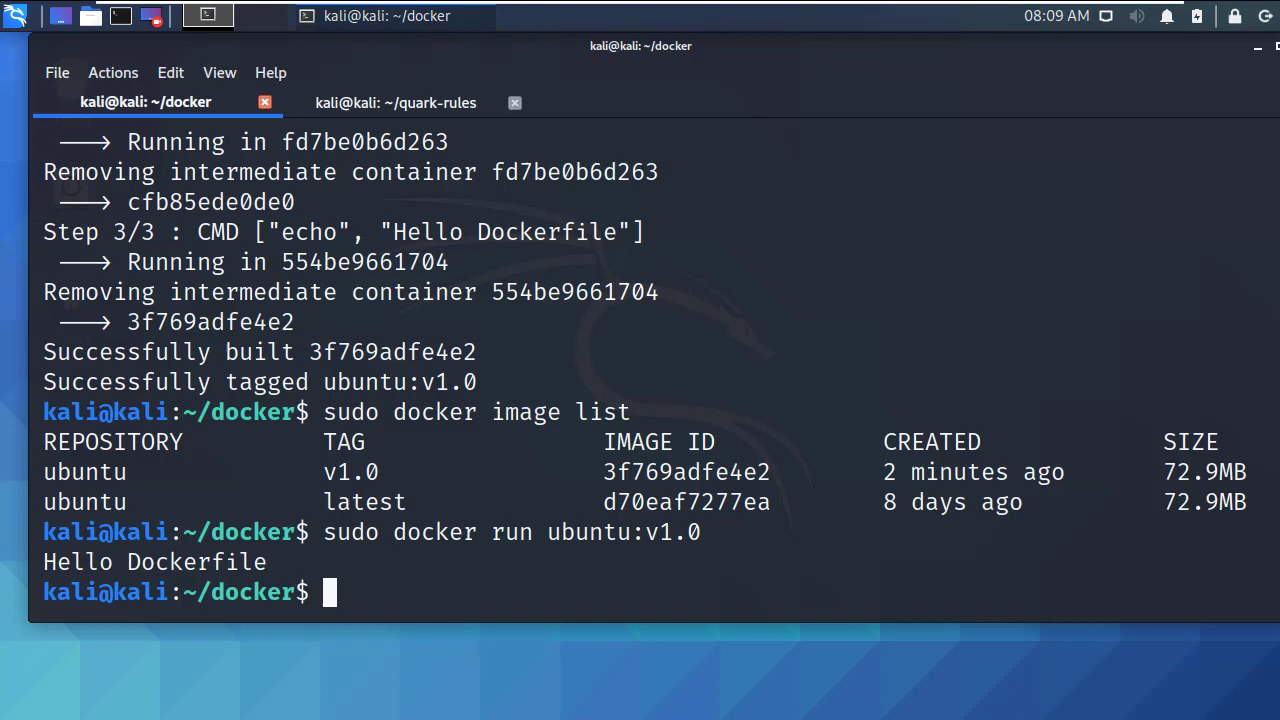 kali@kali: ~/docker
08:09 AM
kali@kali: ~/docker
File Actions Edit View Help
kali@kali: ~/docker kali@kali: ~/quark-rules
---> Running in fd7be0b6d263
Removing intermediate container fd7be0b6d263
---> cfb85ede0de0
Step 3/3 : CMD ["echo", "Hello Dockerfile"]
---> Running in 554be9661704
Removing intermediate container 554be9661704
---> 3f769adfe4e2
Successfully built 3f769adfe4e2
Successfully tagged ubuntu:v1.0
kali@kali:~/docker$ sudo docker image list
REPOSITORY TAG IMAGE ID CREATED SIZE
ubuntu v1.0 3f769adfe4e2 2 minutes ago 72.9MB
ubuntu latest d70eaf7277ea 8 days ago 72.9MB
kali@kali:~/docker$ sudo docker run ubuntu:v1.0
Hello Dockerfile
kali@kali:~/docker$